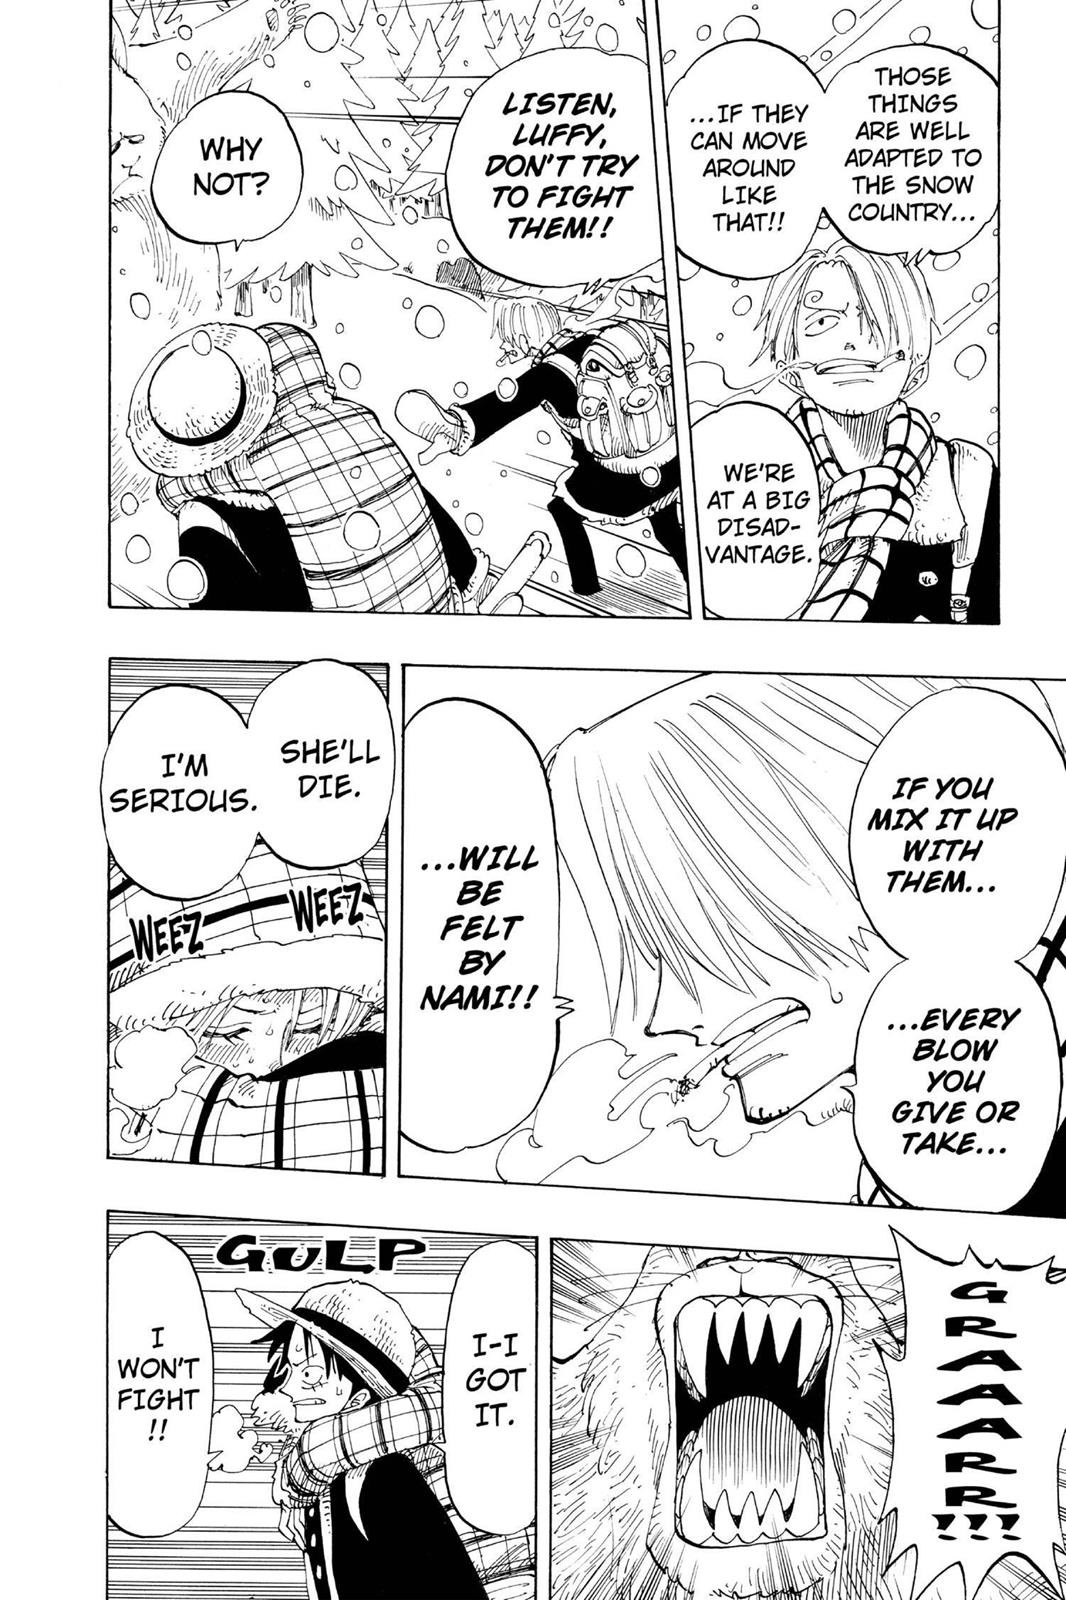 THOSE
THINGS
ARE WELL
ADAPTED TO
THE SNOW
COUNTRY...
...IF THEY
CAN MOVE
AROUND
LIKE
THAT!!
WE'RE
AT A BIG
DISAD-
VANTAGE.
LISTEN,
LUFFY,
DON'T TRY
TO FIGHT
THEM!!
WHY
NOT?
IF YOU
MIX IT UP
WITH
THEM...
...EVERY
BLOW
YOU
GIVE OR
TAKE...
...WILL
BE
FELT
BY
NAMI!!
SHE'LL
DIE.
I'M
SERIOUS.
WEEZ
WEEZ
GRAAARR!!!
GULP
I-I
GOT
IT.
I
WON'T
FIGHT
!!